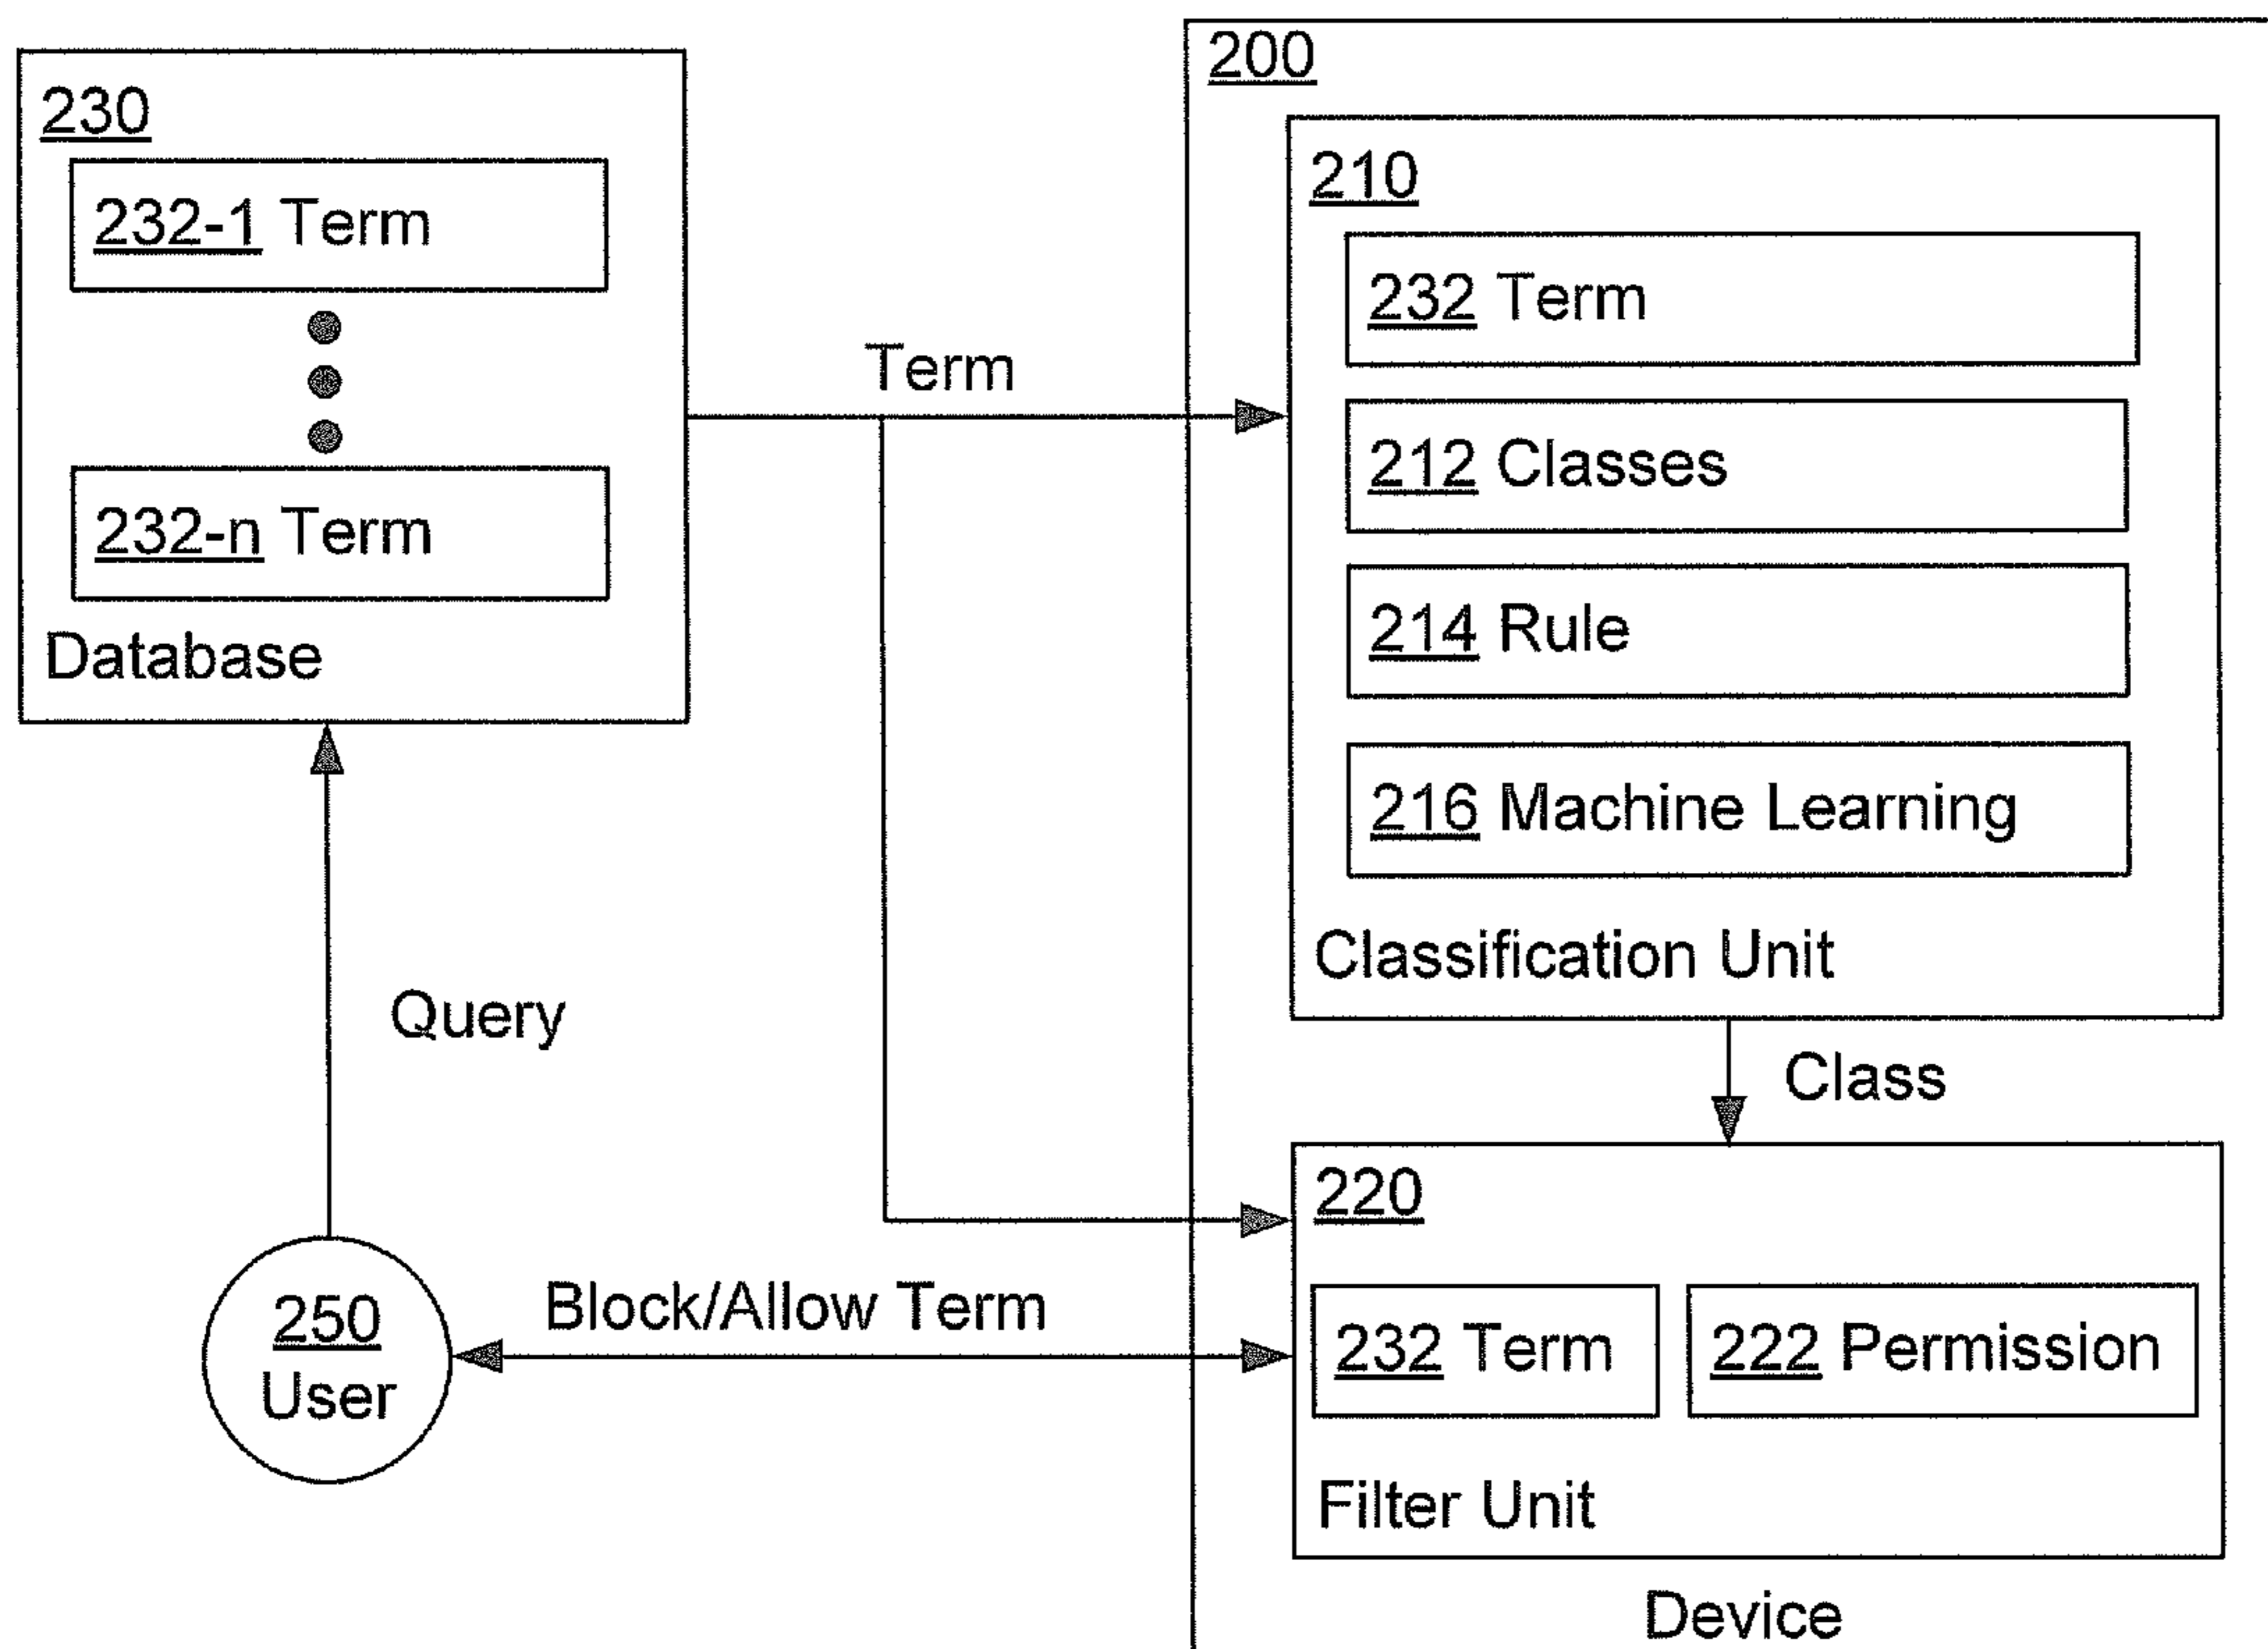 230
232-1 Term
232-n Term
Database
Term
Query
250
User
Block/Allow Term
200
210
232 Term
212 Classes
214 Rule
216 Machine Learning
Classification Unit
Class
220
232 Term
222 Permission
Filter Unit
Device